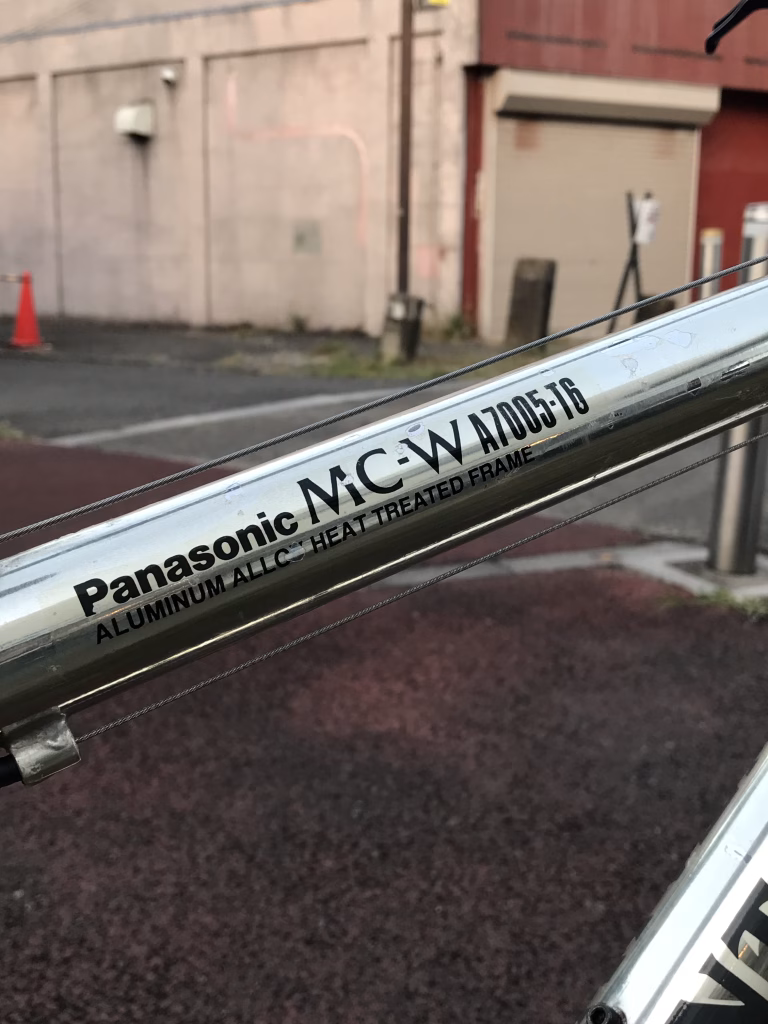 Panasonic MC-W A7005-T6
ALUMINUM ALLOY HEAT TREATED FRAME